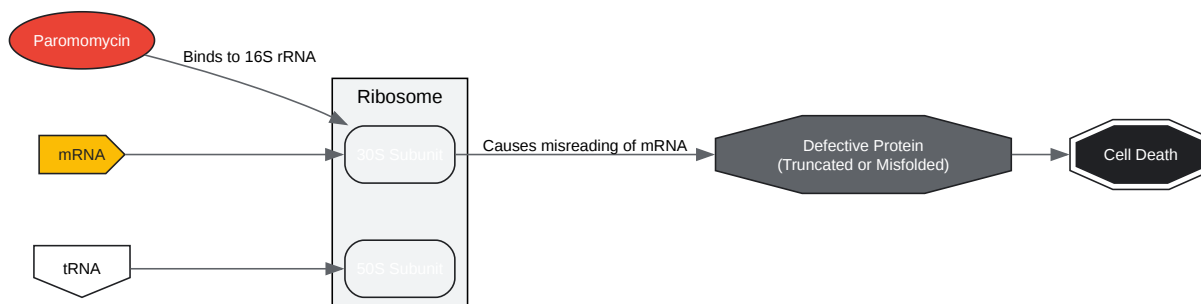 Paromomycin
Binds to 16S rRNA
Ribosome
mRNA
30S Subunit
Causes misreading of mRNA
Defective Protein
(Truncated or Misfolded)
Cell Death
tRNA
50S Subunit